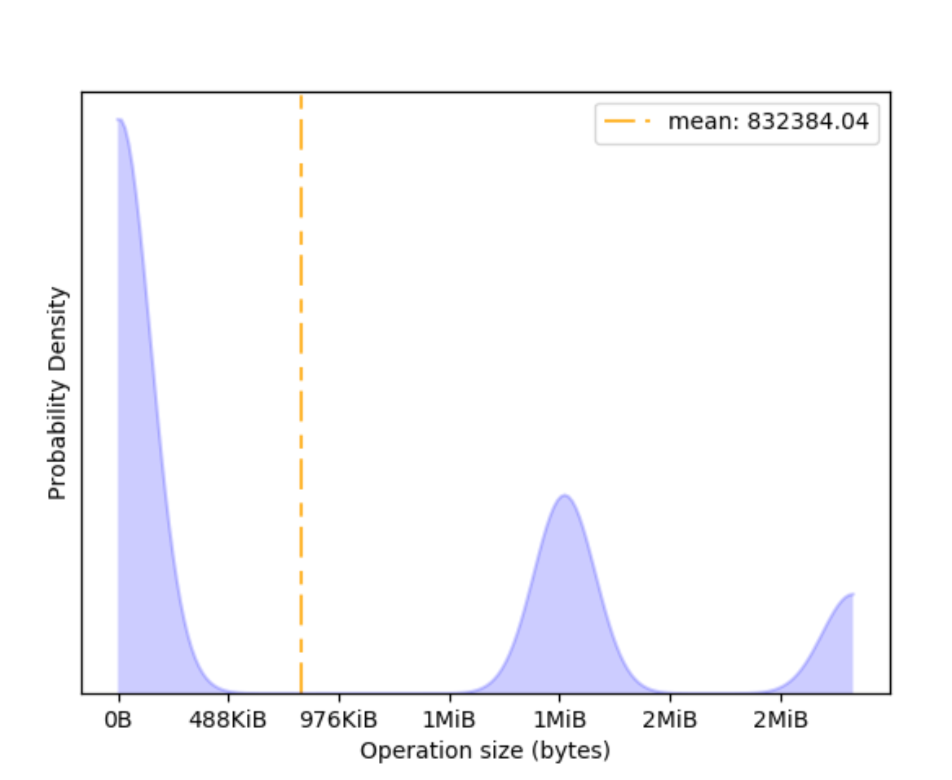 mean: 832384.04
Probability Density
0B 488KiB 976KiB 1MiB 1MiB 2MiB 2MiB
Operation size (bytes)